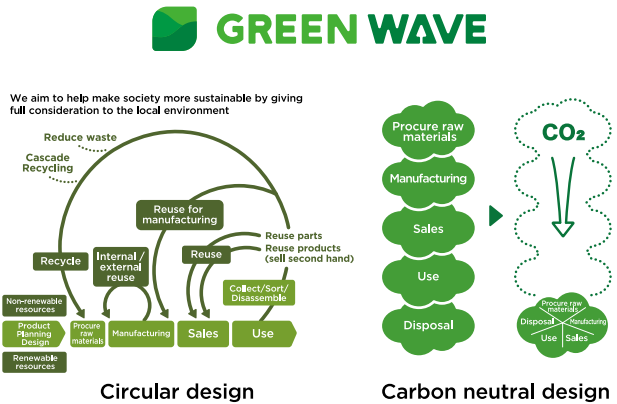 GREEN WAVE
We aim to help make society more sustainable by giving
full consideration to the local environment
Reduce waste
Cascade
Recycling
Reuse for
manufacturing
Reuse parts
Reuse products
(sell second hand)
Recycle
Internal /
external
reuse
Reuse
Collect/Sort/
Disassemble
Non-renewable
resources
Product
Planning
Design
Procure
raw
materials
Manufacturing
Sales
Use
Renewable
resources
Circular design
Procure raw
materials
Manufacturing
Sales
Use
Disposal
CO₂
Procure raw
materials
Disposal
Manufacturing
Use
Sales
Carbon neutral design